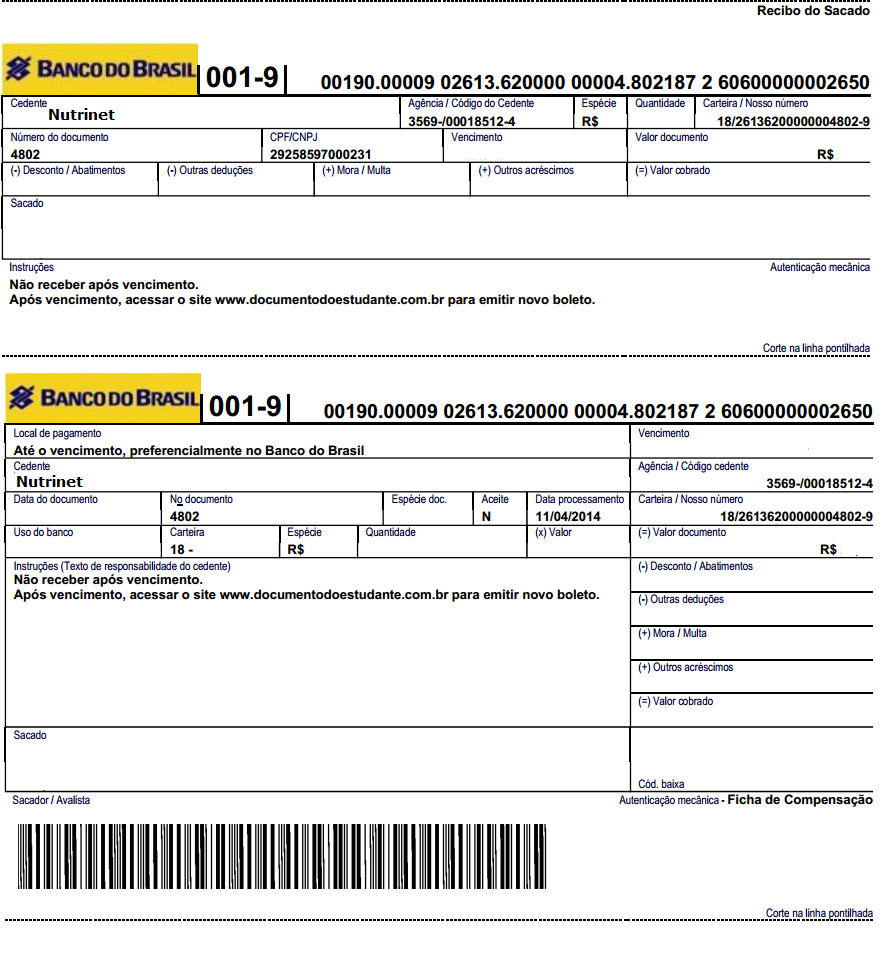 Recibo do Sacado
BANCO DO BRASIL 001-9 00190.00009 02613.620000 00004.802187 2 60600000002650
Cedente Agência / Código do Cedente Espécie Quantidade Carteira / Nosso número
Nutrinet 3569-/00018512-4 R$ 18/26136200000004802-9
Número do documento CPF/CNPJ Vencimento Valor documento
4802 29258597000231 R$
(-) Desconto / Abatimentos (-) Outras deduções (+) Mora / Multa (+) Outros acréscimos (=) Valor cobrado
Sacado
Instruções Autenticação mecânica
Não receber após vencimento.
Após vencimento, acessar o site www.documentodoestudante.com.br para emitir novo boleto.
Corte na linha pontilhada
BANCO DO BRASIL 001-9 00190.00009 02613.620000 00004.802187 2 60600000002650
Local de pagamento Vencimento
Até o vencimento, preferencialmente no Banco do Brasil
Cedente Agência / Código cedente
Nutrinet 3569-/00018512-4
Data do documento No documento Espécie doc. Aceite Data processamento Carteira / Nosso número
4802 N 11/04/2014 18/26136200000004802-9
Uso do banco Carteira Espécie Quantidade (x) Valor (=) Valor documento
18 - R$ R$
Instruções (Texto de responsabilidade do cedente) (-) Desconto / Abatimentos
Não receber após vencimento.
Após vencimento, acessar o site www.documentodoestudante.com.br para emitir novo boleto.
(-) Outras deduções
(+) Mora / Multa
(+) Outros acréscimos
(=) Valor cobrado
Sacado
Cód. baixa
Sacador / Avalista Autenticação mecânica - Ficha de Compensação
Corte na linha pontilhada